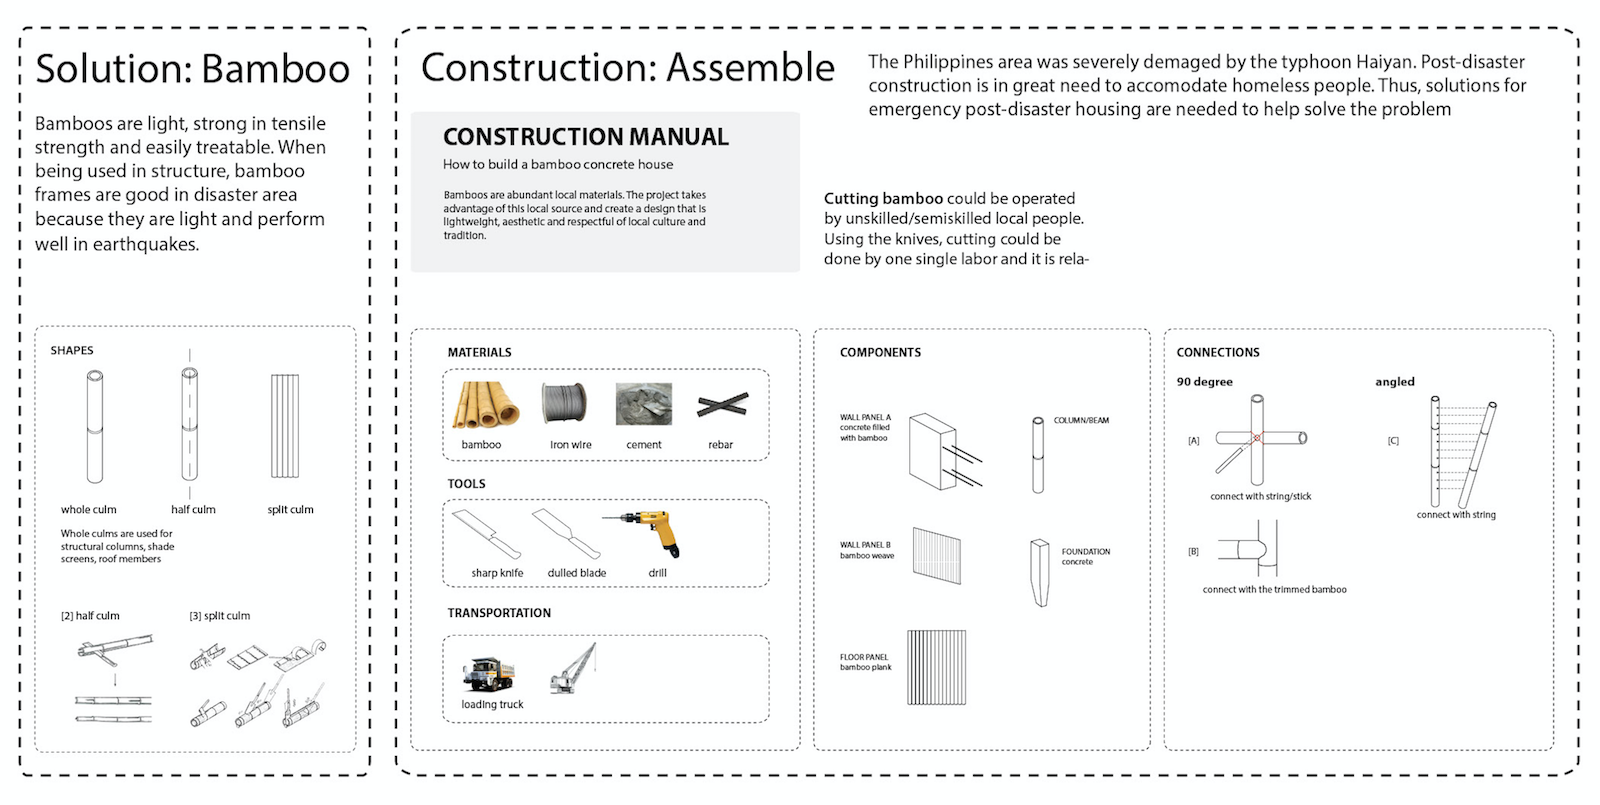 Solution: Bamboo
Bamboos are light, strong in tensile
strength and easily treatable. When
being used in structure, bamboo
frames are good in disaster area
because they are light and perform
well in earthquakes.
SHAPES
whole culm
half culm
split culm
Whole culms are used for
structural columns, shade
screens, roof members
[2] half culm
[3] split culm
Construction: Assemble
The Philippines area was severely demaged by the typhoon Haiyan. Post-disaster
construction is in great need to accomodate homeless people. Thus, solutions for
emergency post-disaster housing are needed to help solve the problem
CONSTRUCTION MANUAL
How to build a bamboo concrete house
Bamboos are abundant local materials. The project takes
advantage of this local source and create a design that is
lightweight, aesthetic and respectful of local culture and
tradition.
Cutting bamboo could be operated
by unskilled/semiskilled local people.
Using the knives, cutting could be
done by one single labor and it is rela-
MATERIALS
bamboo
iron wire
cement
rebar
TOOLS
sharp knife
dulled blade
drill
TRANSPORTATION
loading truck
COMPONENTS
WALL PANEL A
concrete filled
with bamboo
COLUMN/BEAM
WALL PANEL B
bamboo weave
FOUNDATION
concrete
FLOOR PANEL
bamboo plank
CONNECTIONS
90 degree
angled
[A]
[C]
connect with string/stick
connect with string
[B]
connect with the trimmed bamboo